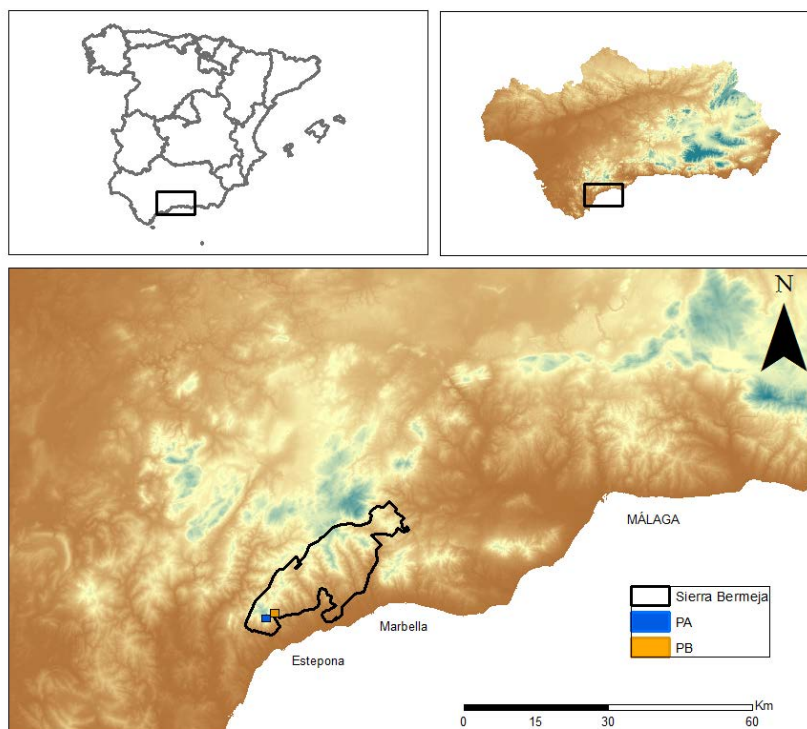 N
MÁLAGA
Sierra Bermeja
PA
PB
Marbella
Estepona
Km
0 15 30 60